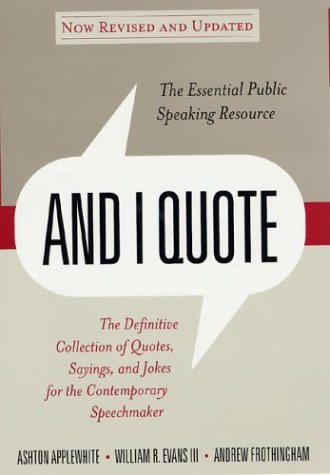 NOW REVISED AND UPDATED
The Essential Public
Speaking Resource
AND I QUOTE
The Definitive
Collection of Quotes,
Sayings, and Jokes
for the Contemporary
Speechmaker
ASHTON APPLEWHITE • WILLIAM R. EVANS III • ANDREW FROTHINGHAM